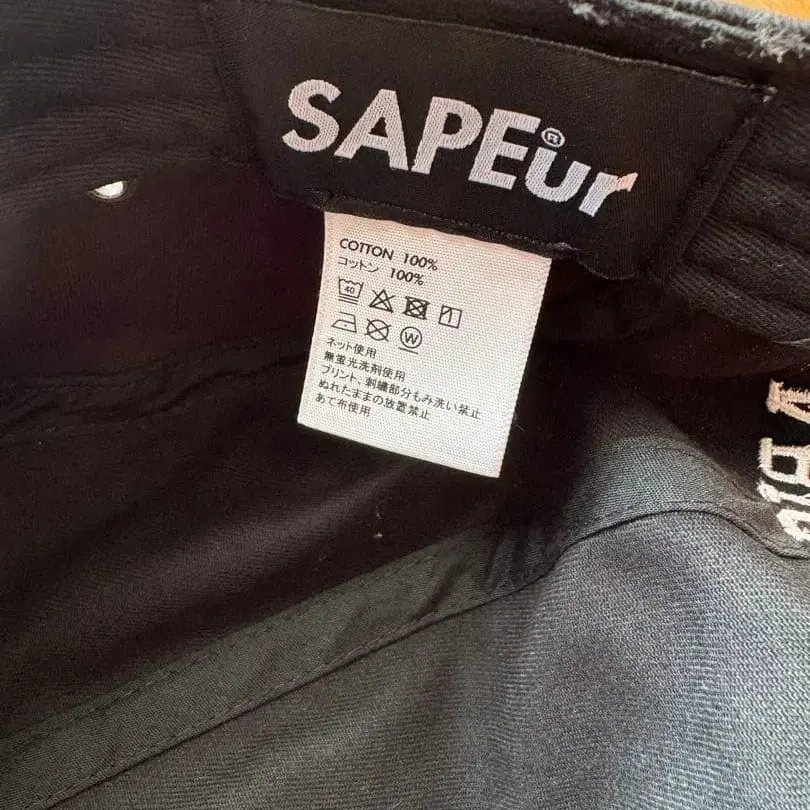 SAPEur®
COTTON 100%
コットン 100%
40
W
ネット使用
無蛍光洗剤使用
プリント、刺繍部分もみ洗い禁止
ぬれたままの放置禁止
あて布使用